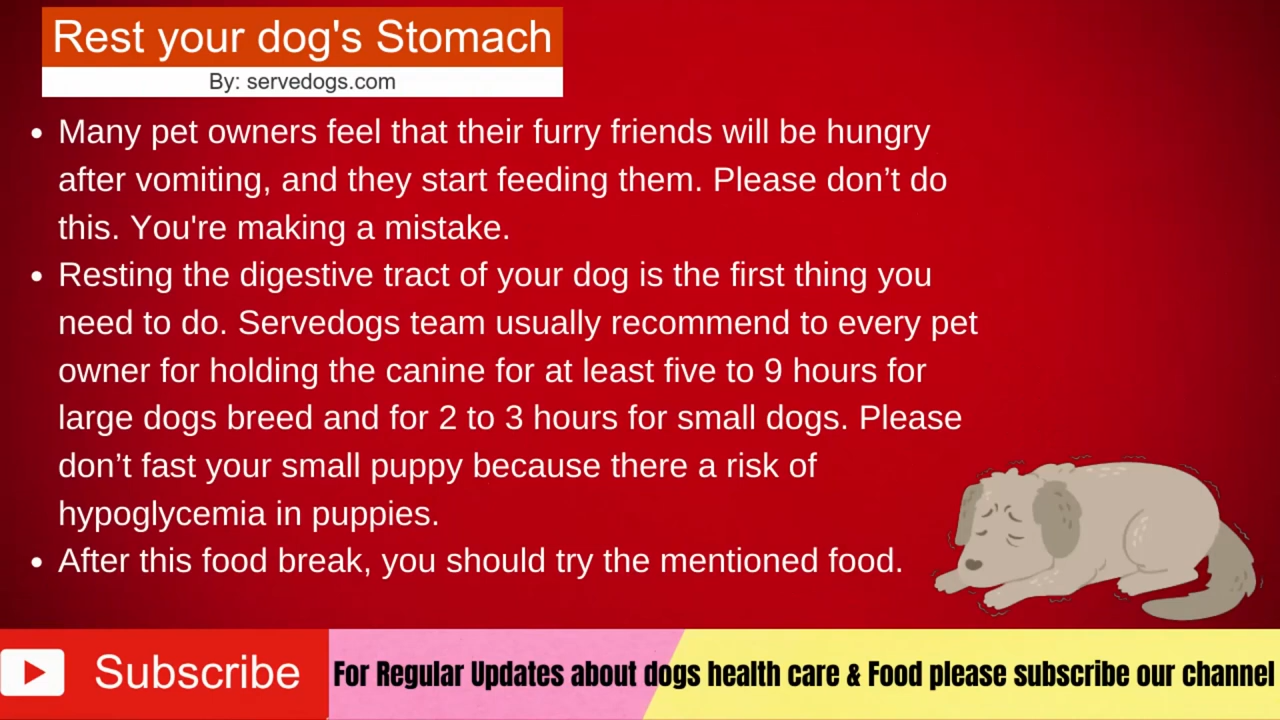 Rest your dog's Stomach
By: servedogs.com
• Many pet owners feel that their furry friends will be hungry
after vomiting, and they start feeding them. Please don’t do
this. You're making a mistake.
• Resting the digestive tract of your dog is the first thing you
need to do. Servedogs team usually recommend to every pet
owner for holding the canine for at least five to 9 hours for
large dogs breed and for 2 to 3 hours for small dogs. Please
don’t fast your small puppy because there a risk of
hypoglycemia in puppies.
• After this food break, you should try the mentioned food.
Subscribe
For Regular Updates about dogs health care & Food please subscribe our channel